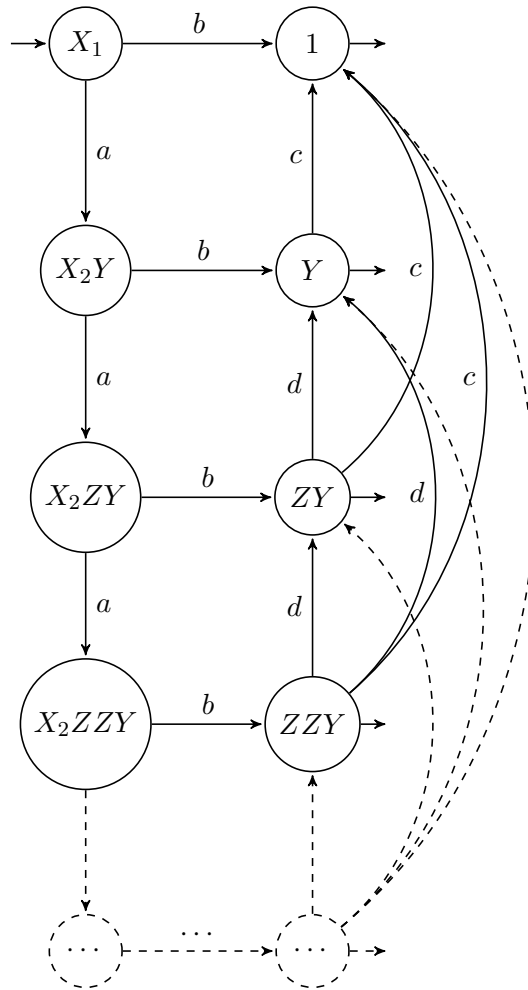 X₁ b 1
a c
X₂Y b Y c
a d c
X₂ZY b ZY d
a d
X₂ZZY b ZZY
⋯
⋯ ⋯